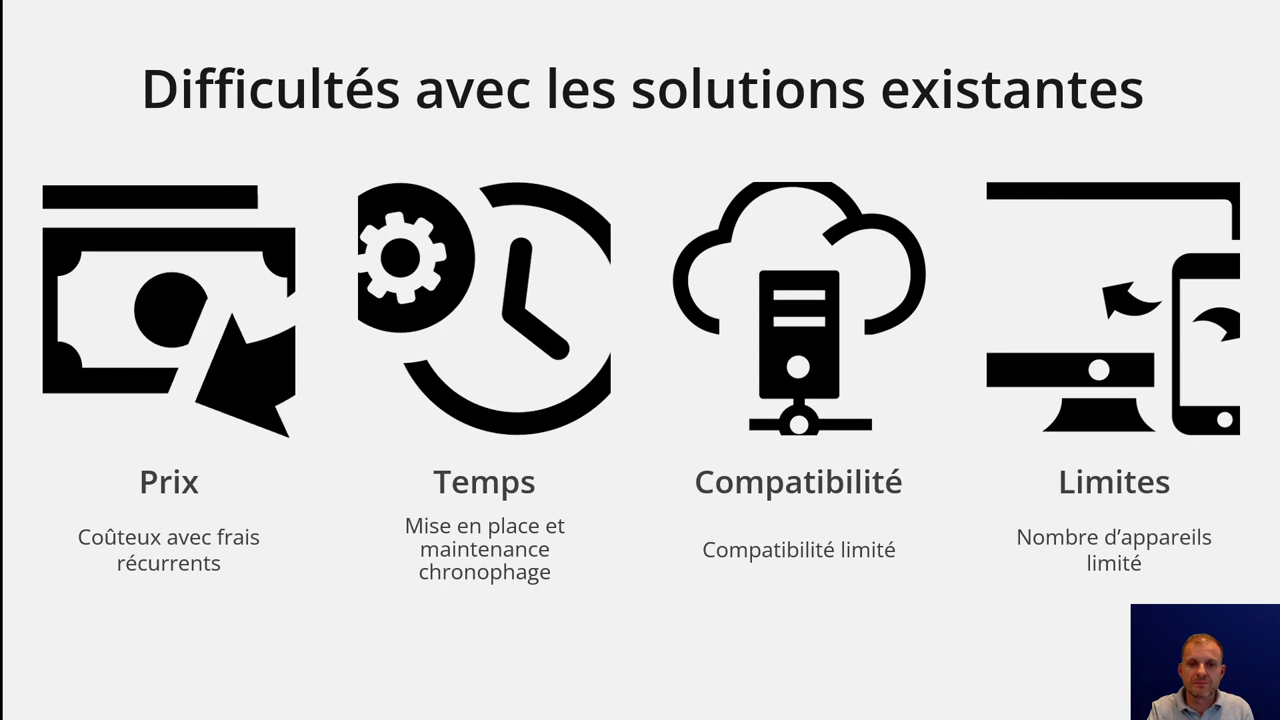 Difficultés avec les solutions existantes
Prix
Coûteux avec frais
récurrents
Temps
Mise en place et
maintenance
chronophage
Compatibilité
Compatibilité limité
Limites
Nombre d’appareils
limité